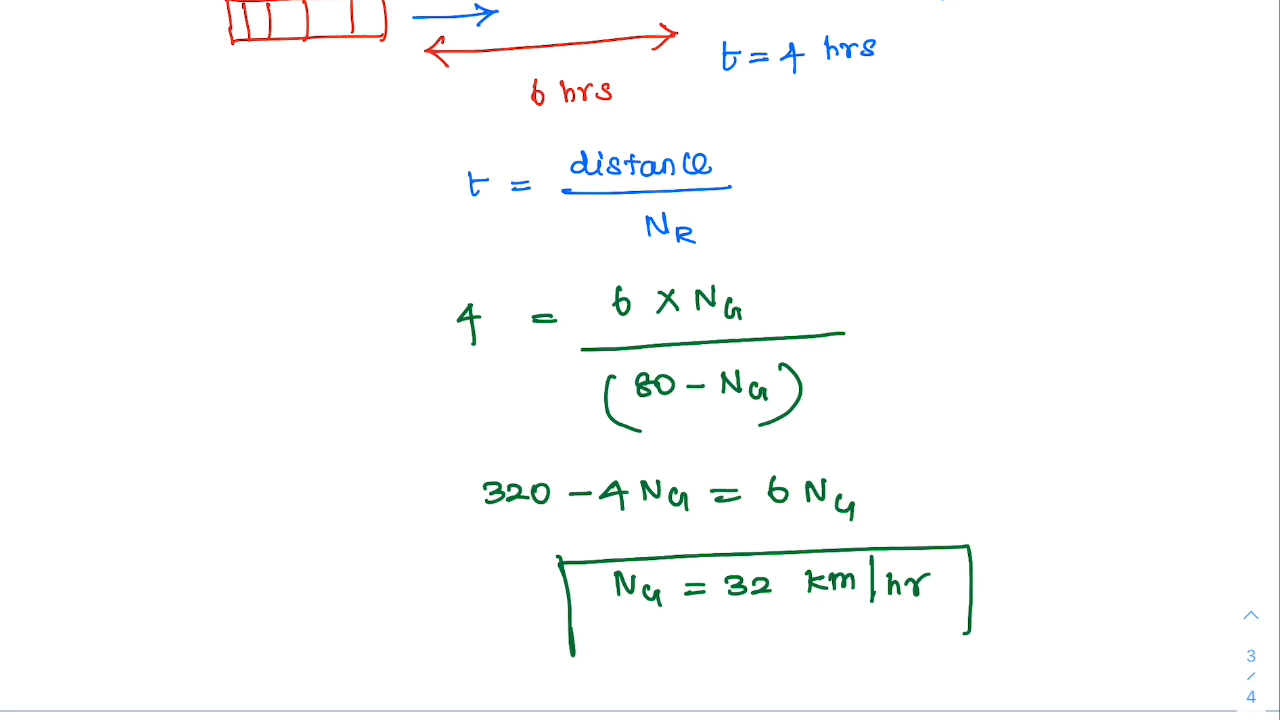 t = 4 hrs
6 hrs
t = distance / N_R
4 = 6 × N_G / (80 - N_G)
320 - 4 N_G = 6 N_G
N_G = 32 km/hr
3
/
4